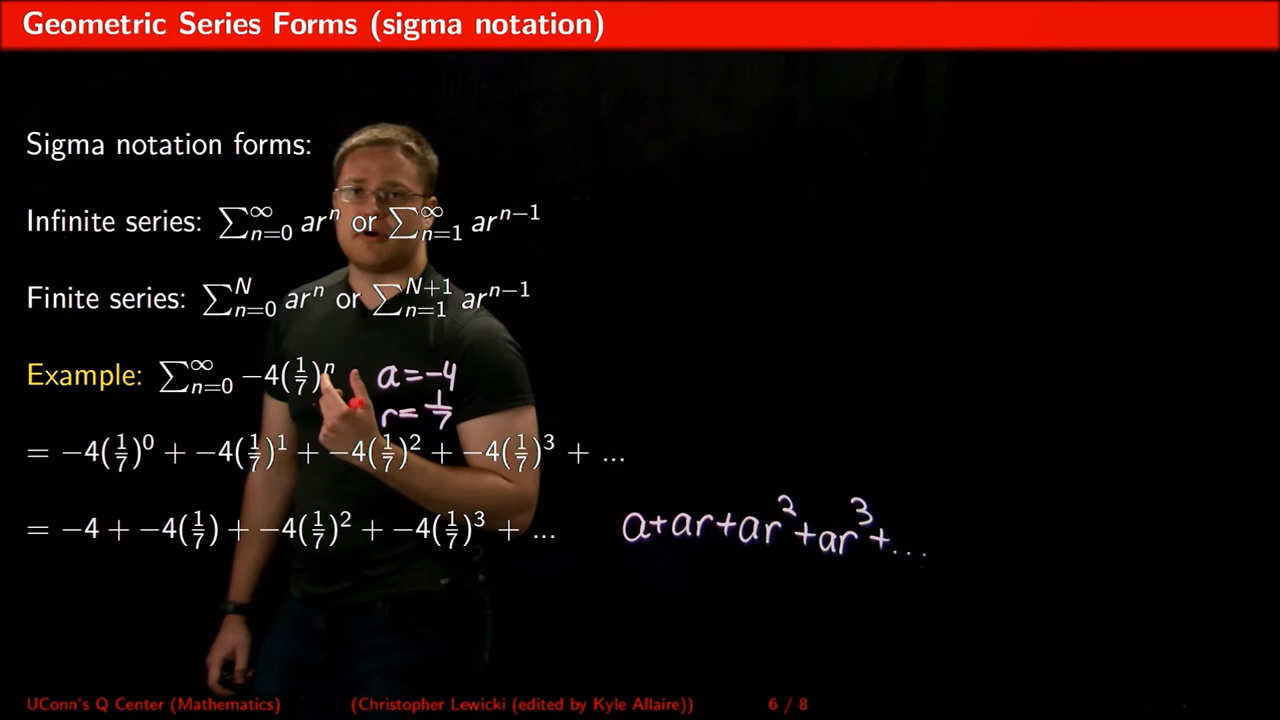 Geometric Series Forms (sigma notation)
Sigma notation forms:
Infinite series: ∑_{n=0}^{∞} ar^n or ∑_{n=1}^{∞} ar^{n−1}
Finite series: ∑_{n=0}^{N} ar^n or ∑_{n=1}^{N+1} ar^{n−1}
Example: ∑_{n=0}^{∞} −4(1/7)^n a=−4
r=1/7
= −4(1/7)^0 + −4(1/7)^1 + −4(1/7)^2 + −4(1/7)^3 + ...
= −4 + −4(1/7) + −4(1/7)^2 + −4(1/7)^3 + ... a+ar+ar^2+ar^3+...
UConn's Q Center (Mathematics) (Christopher Lewicki (edited by Kyle Allaire)) 6 / 8